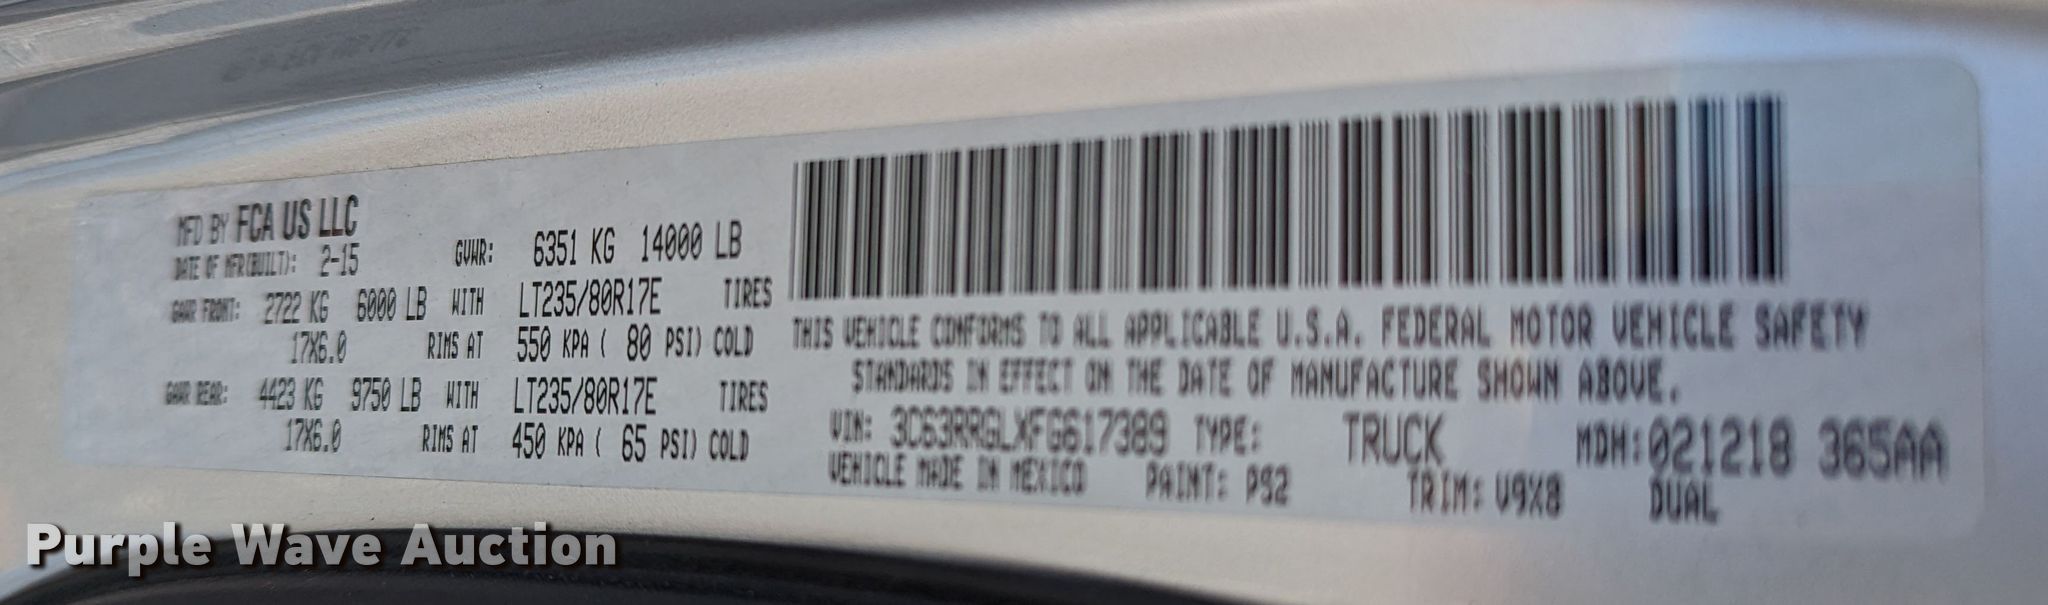 MFD BY FCA US LLC
DATE OF MFR(BUILT): 2-15 GVWR: 6351 KG 14000 LB
GAWR FRONT: 2722 KG 6000 LB WITH LT235/80R17E TIRES
17X6.0 RIMS AT 550 KPA ( 80 PSI) COLD
GAWR REAR: 4423 KG 9750 LB WITH LT235/80R17E TIRES
17X6.0 RIMS AT 450 KPA ( 65 PSI) COLD
THIS VEHICLE CONFORMS TO ALL APPLICABLE U.S.A. FEDERAL MOTOR VEHICLE SAFETY
STANDARDS IN EFFECT ON THE DATE OF MANUFACTURE SHOWN ABOVE.
VIN: 3C63RRGLXFG617389 TYPE: TRUCK MDH:021218 365AA
VEHICLE MADE IN MEXICO PAINT: PS2 TRIM: V9X8 DUAL
Purple Wave Auction